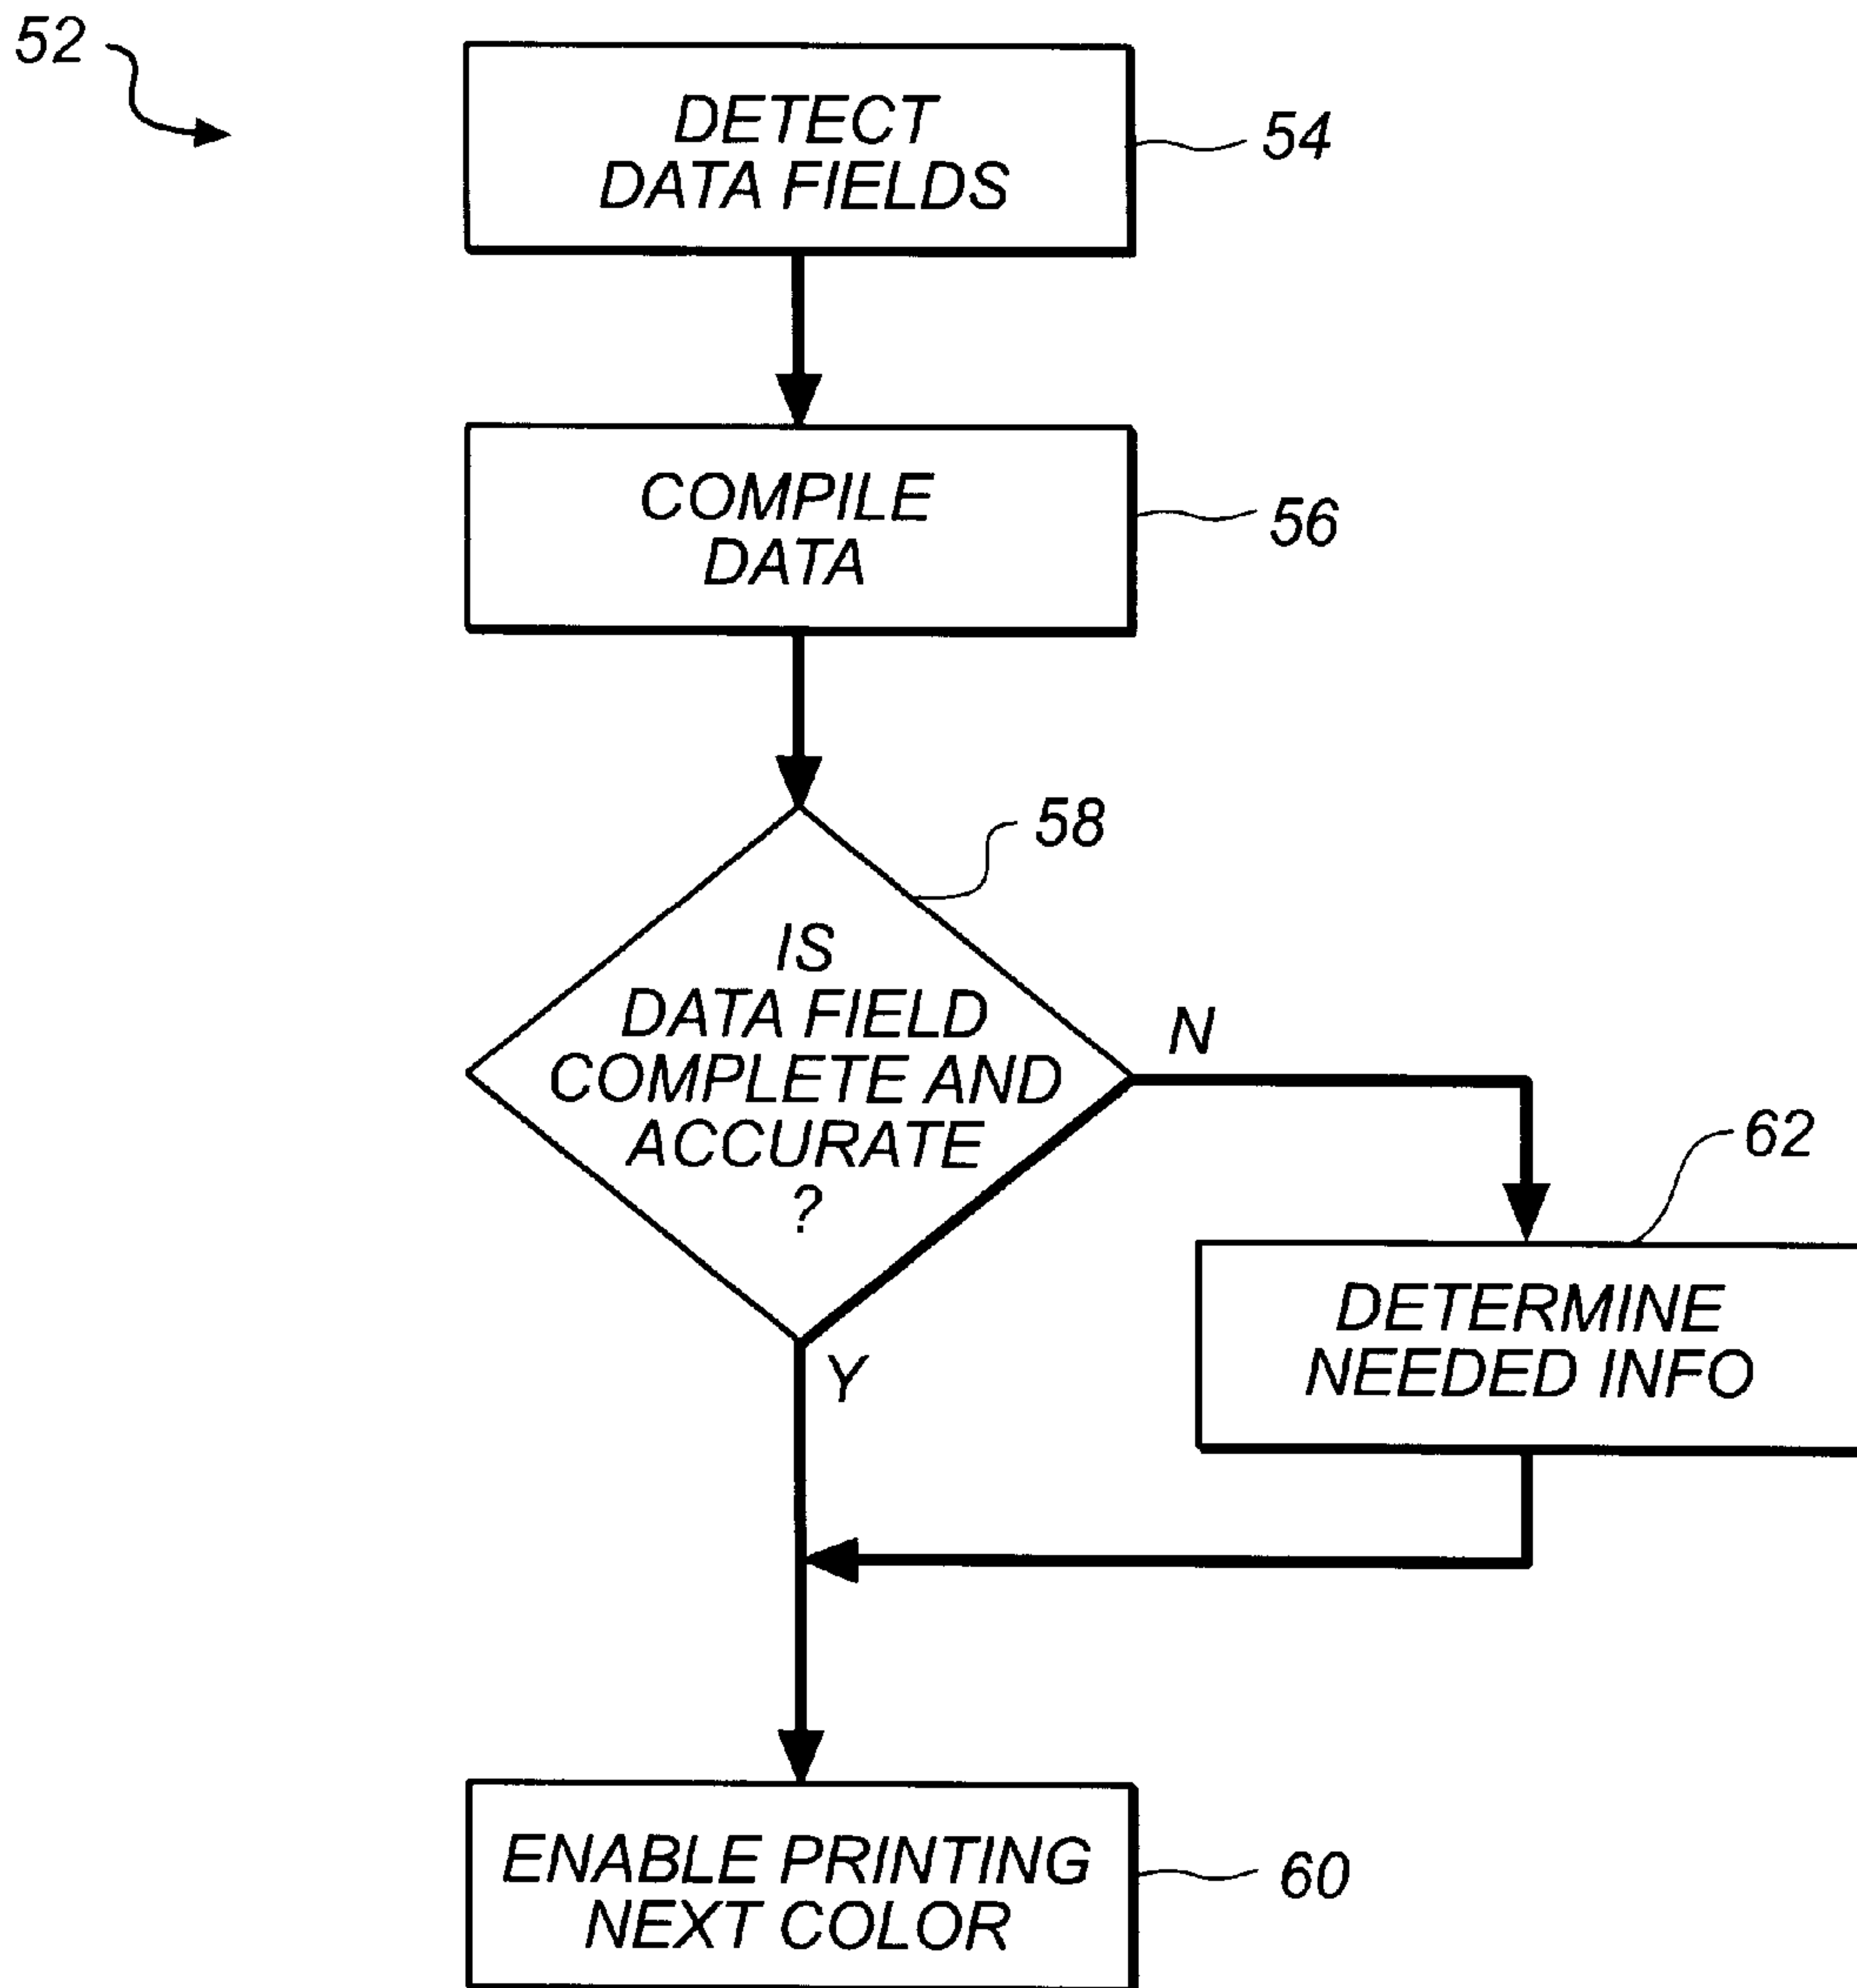 52
DETECT
DATA FIELDS
54
COMPILE
DATA
56
58
IS
DATA FIELD
COMPLETE AND
ACCURATE
?
N
62
DETERMINE
NEEDED INFO
Y
ENABLE PRINTING
NEXT COLOR
60